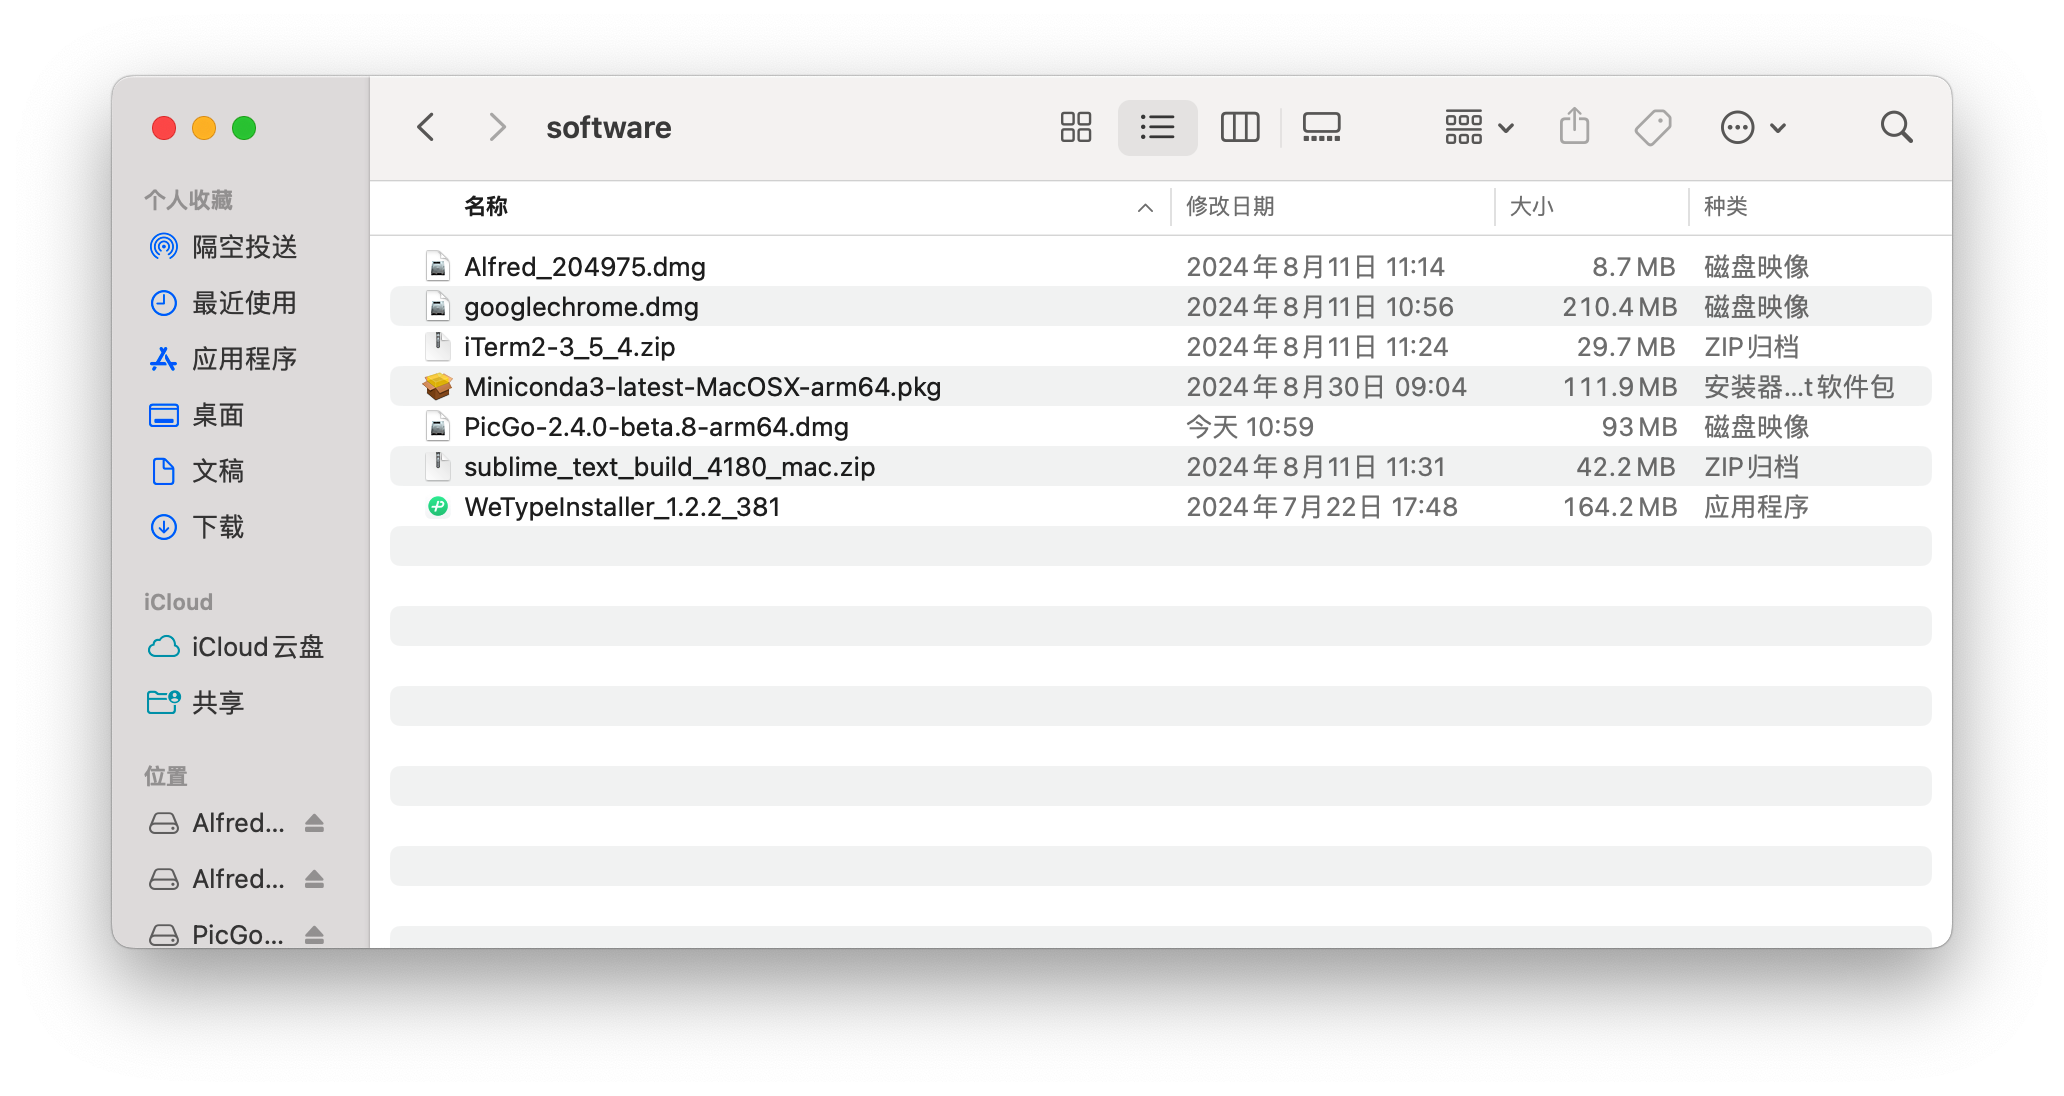 software
个人收藏
隔空投送
最近使用
应用程序
桌面
文稿
下载
iCloud
iCloud云盘
共享
位置
Alfred...
Alfred...
PicGo...
名称 修改日期 大小 种类
Alfred_204975.dmg 2024年8月11日 11:14 8.7 MB 磁盘映像
googlechrome.dmg 2024年8月11日 10:56 210.4 MB 磁盘映像
iTerm2-3_5_4.zip 2024年8月11日 11:24 29.7 MB ZIP归档
Miniconda3-latest-MacOSX-arm64.pkg 2024年8月30日 09:04 111.9 MB 安装器...t软件包
PicGo-2.4.0-beta.8-arm64.dmg 今天 10:59 93 MB 磁盘映像
sublime_text_build_4180_mac.zip 2024年8月11日 11:31 42.2 MB ZIP归档
WeTypeInstaller_1.2.2_381 2024年7月22日 17:48 164.2 MB 应用程序